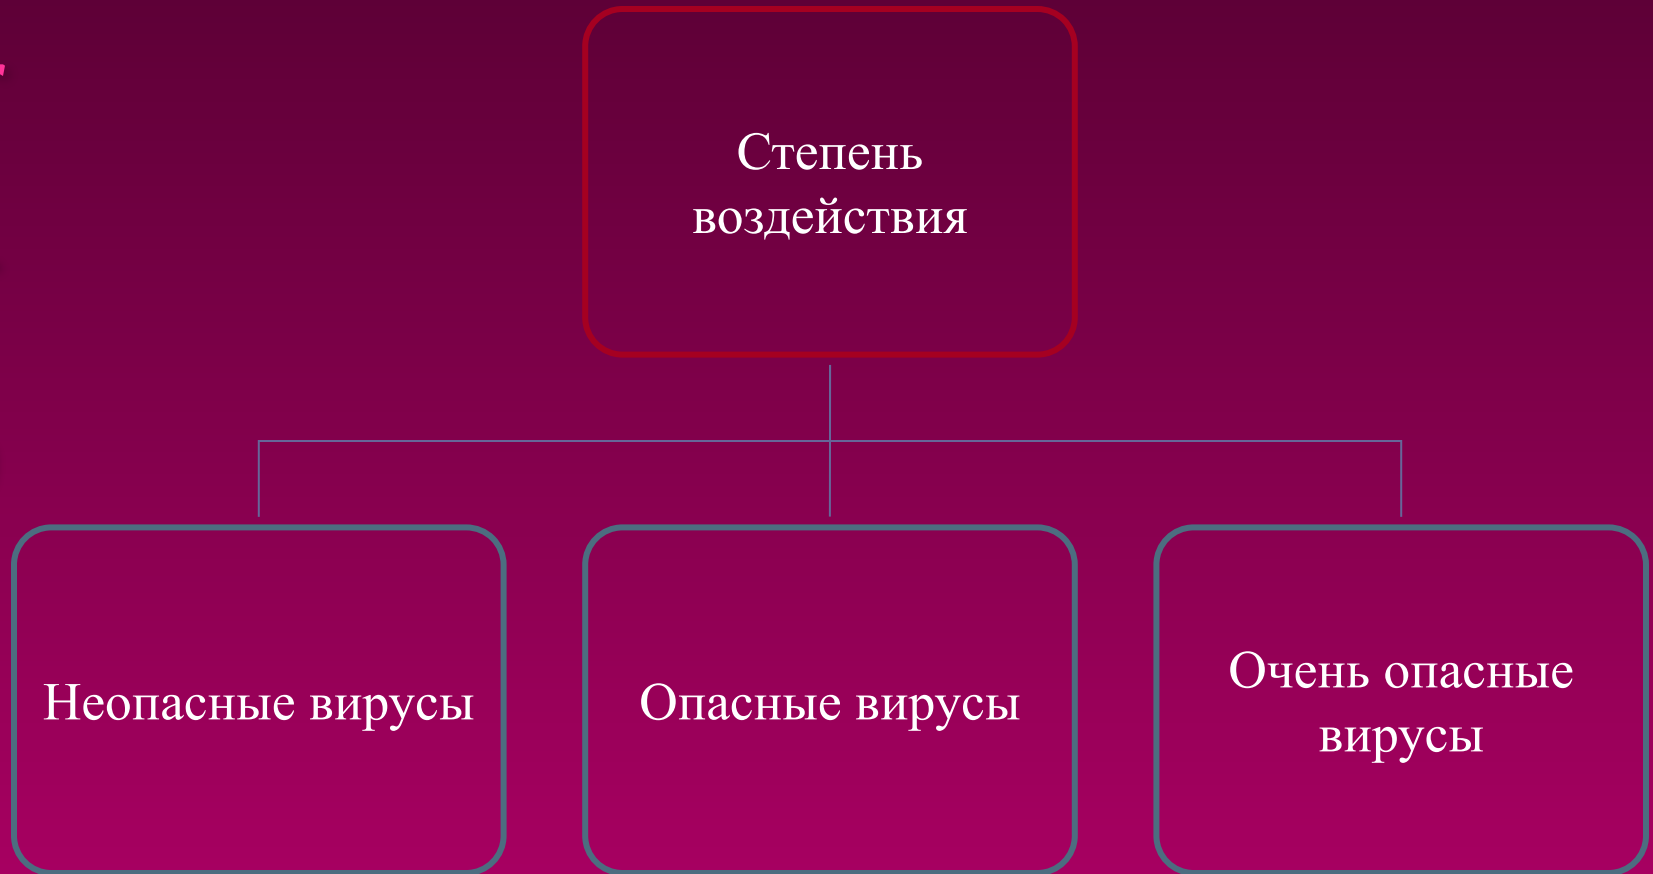 Степень
воздействия
Неопасные вирусы
Опасные вирусы
Очень опасные
вирусы